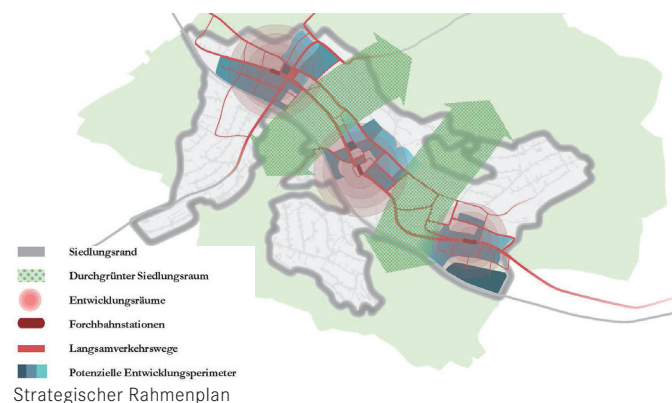 Siedlungsrand
Durchgrünter Siedlungsraum
Entwicklungsräume
Forchbahnstationen
Langsamverkehrswege
Potenzielle Entwicklungsperimeter
Strategischer Rahmenplan